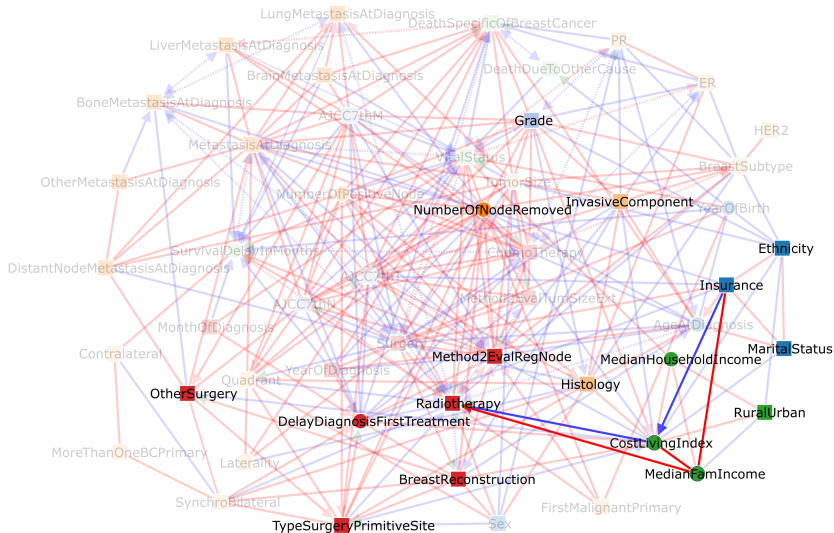 LungMetastasisAtDiagnosis
DeathSpecificOfBreastCancer
LiverMetastasisAtDiagnosis
PR
DeathDueToOtherCause
BrainMetastasisAtDiagnosis
ER
BoneMetastasisAtDiagnosis
AJCC7thM
Grade
HER2
MetastasisAtDiagnosis
VitalStatus
BreastSubtype
OtherMetastasisAtDiagnosis
TumorSize
NumberOfPositiveNode
InvasiveComponent
NumberOfNodeRemoved
YearOfBirth
SurvivalDelayInMonths
Ethnicity
ChemoTherapy
DistantNodeMetastasisAtDiagnosis
AJCC7thT
Insurance
Method2EvalTumSizeExt
AJCC7thN
MonthOfDiagnosis
AgeAtDiagnosis
Surgery
MaritalStatus
Contralateral
Method2EvalRegNode
MedianHouseholdIncome
YearOfDiagnosis
Quadrant
Histology
OtherSurgery
Radiotherapy
RuralUrban
DelayDiagnosisFirstTreatment
CostLivingIndex
MoreThanOneBCPrimary
Laterality
MedianFamIncome
BreastReconstruction
SynchroBilateral
FirstMalignantPrimary
TypeSurgeryPrimitiveSite
Sex